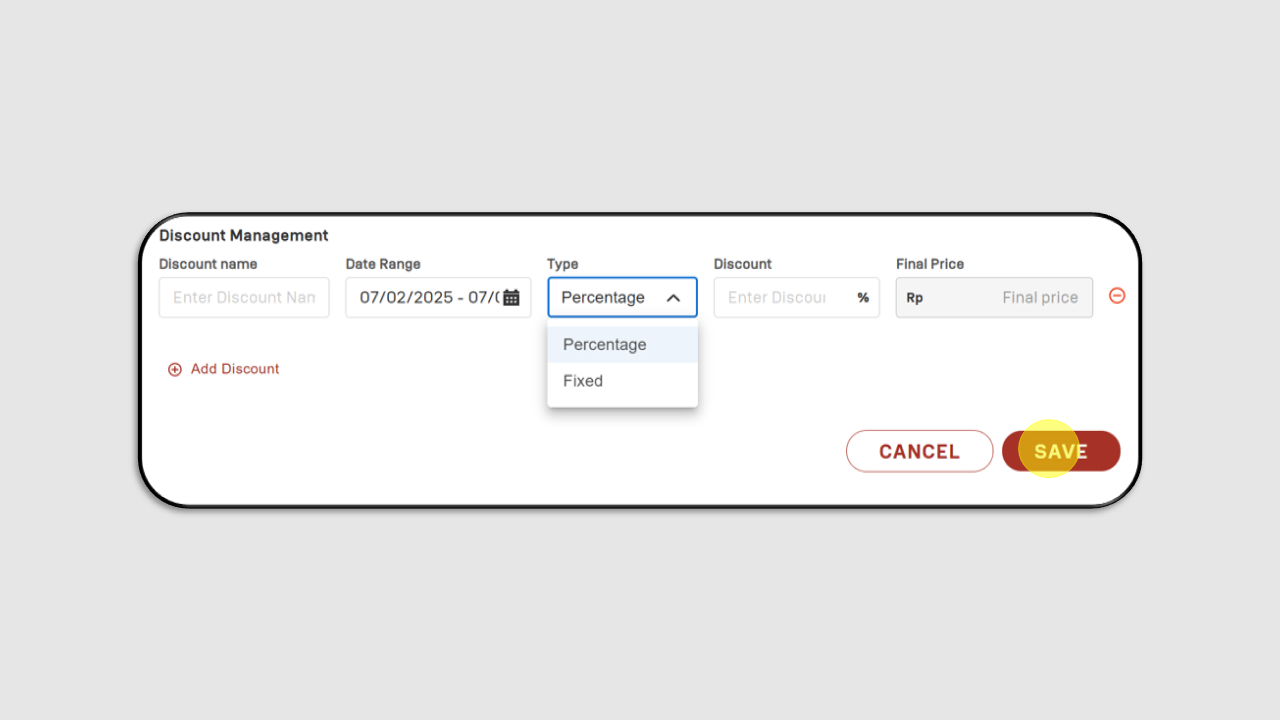 Discount Management
Discount name Date Range Type Discount Final Price
Enter Discount Nan 07/02/2025 - 07/( Percentage Enter Discou % Rp Final price
Percentage
Fixed
Add Discount
CANCEL SAVE